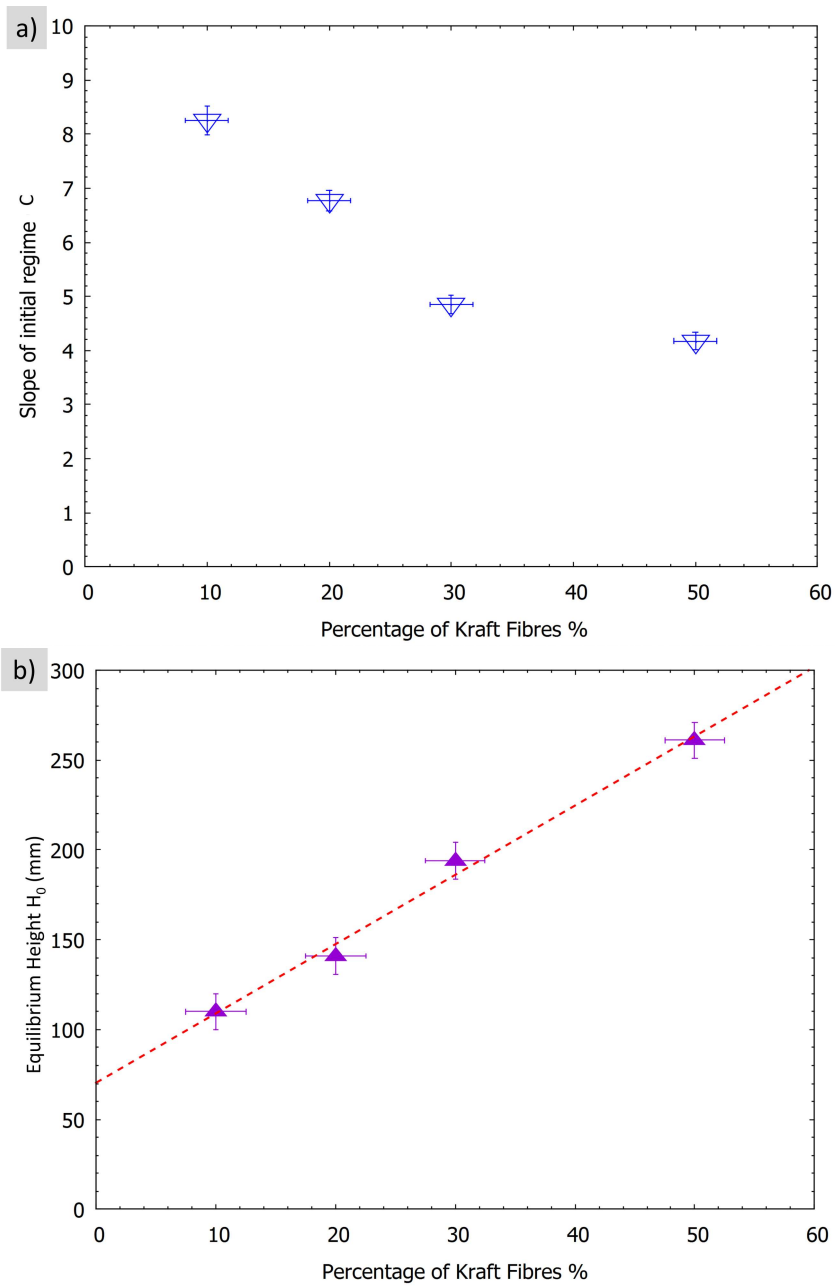 a)
10
9
8
7
6
5
4
3
2
1
0
Slope of initial regime C
0 10 20 30 40 50 60
Percentage of Kraft Fibres %
b)
300
250
200
150
100
50
0
Equilibrium Height H₀ (mm)
0 10 20 30 40 50 60
Percentage of Kraft Fibres %